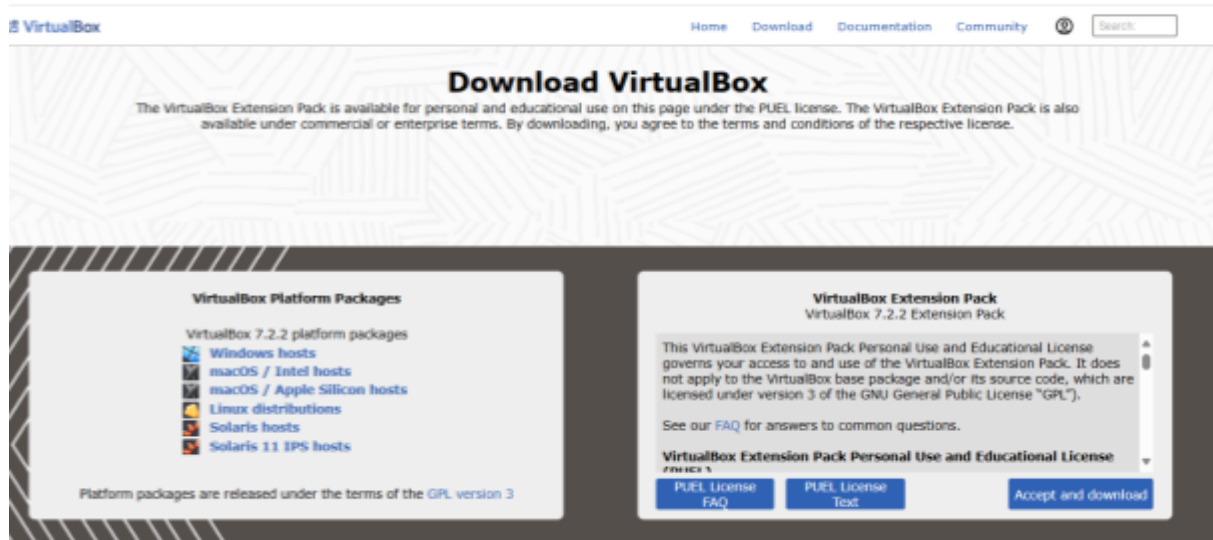 VirtualBox
Home Download Documentation Community Search:
Download VirtualBox
The VirtualBox Extension Pack is available for personal and educational use on this page under the PUEL license. The VirtualBox Extension Pack is also
available under commercial or enterprise terms. By downloading, you agree to the terms and conditions of the respective license.
VirtualBox Platform Packages
VirtualBox 7.2.2 platform packages
Windows hosts
macOS / Intel hosts
macOS / Apple Silicon hosts
Linux distributions
Solaris hosts
Solaris 11 IPS hosts
Platform packages are released under the terms of the GPL version 3
VirtualBox Extension Pack
VirtualBox 7.2.2 Extension Pack
This VirtualBox Extension Pack Personal Use and Educational License
governs your access to and use of the VirtualBox Extension Pack. It does
not apply to the VirtualBox base package and/or its source code, which are
licensed under version 3 of the GNU General Public License "GPL").
See our FAQ for answers to common questions.
VirtualBox Extension Pack Personal Use and Educational License
PUEL License
FAQ
PUEL License
Text
Accept and download